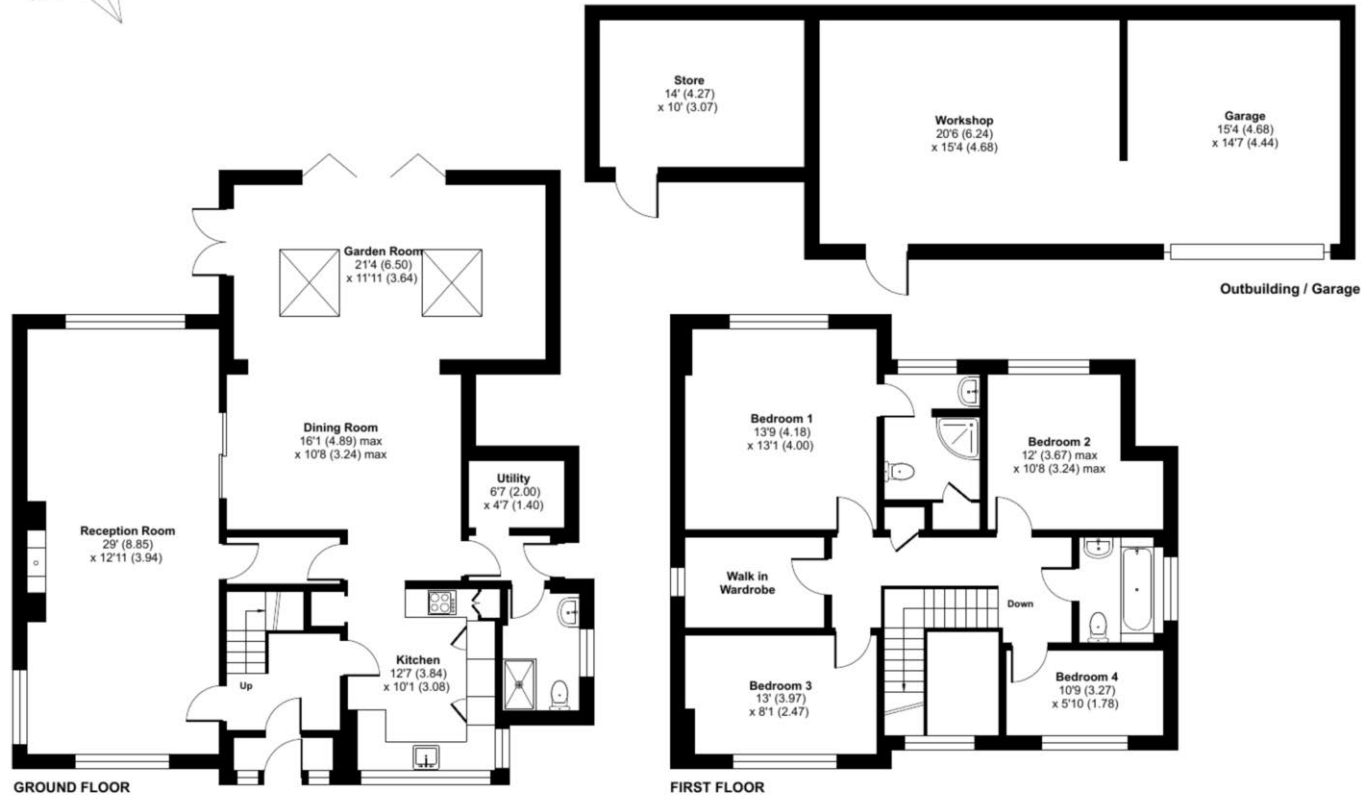 Store
14' (4.27)
x 10' (3.07)
Workshop
20'6 (6.24)
x 15'4 (4.68)
Garage
15'4 (4.68)
x 14'7 (4.44)
Outbuilding / Garage
Garden Room
21'4 (6.50)
x 11'11 (3.64)
Dining Room
16'1 (4.89) max
x 10'8 (3.24) max
Utility
6'7 (2.00)
x 4'7 (1.40)
Reception Room
29' (8.85)
x 12'11 (3.94)
Up
Kitchen
12'7 (3.84)
x 10'1 (3.08)
GROUND FLOOR
Bedroom 1
13'9 (4.18)
x 13'1 (4.00)
Bedroom 2
12' (3.67) max
x 10'8 (3.24) max
Walk in
Wardrobe
Down
Bedroom 3
13' (3.97)
x 8'1 (2.47)
Bedroom 4
10'9 (3.27)
x 5'10 (1.78)
FIRST FLOOR